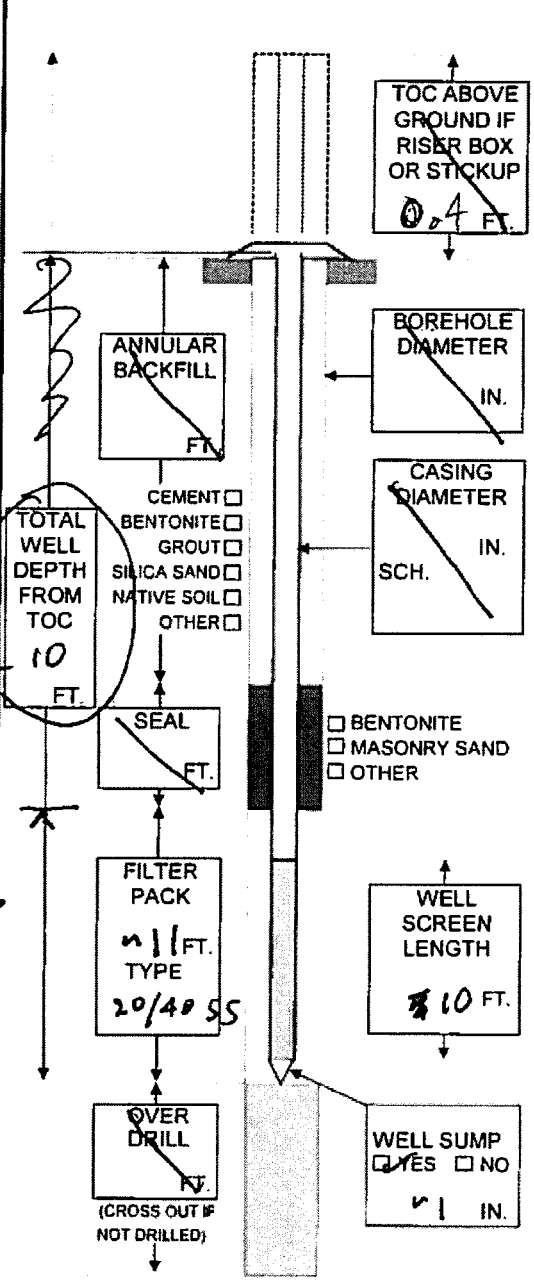 TOC ABOVE
GROUND IF
RISER BOX
OR STICKUP
0.4 FT.
BOREHOLE
DIAMETER
IN.
ANNULAR
BACKFILL
FT.
CASING
DIAMETER
IN.
SCH.
CEMENT
BENTONITE
GROUT
SILICA SAND
NATIVE SOIL
OTHER
TOTAL
WELL
DEPTH
FROM
TOC
10
FT.
SEAL
FT.
BENTONITE
MASONRY SAND
OTHER
FILTER
PACK
~11 FT.
TYPE
20/40 SS
WELL
SCREEN
LENGTH
10 FT.
OVER
DRILL
FT.
(CROSS OUT IF
NOT DRILLED)
WELL SUMP
YES NO
~1 IN.